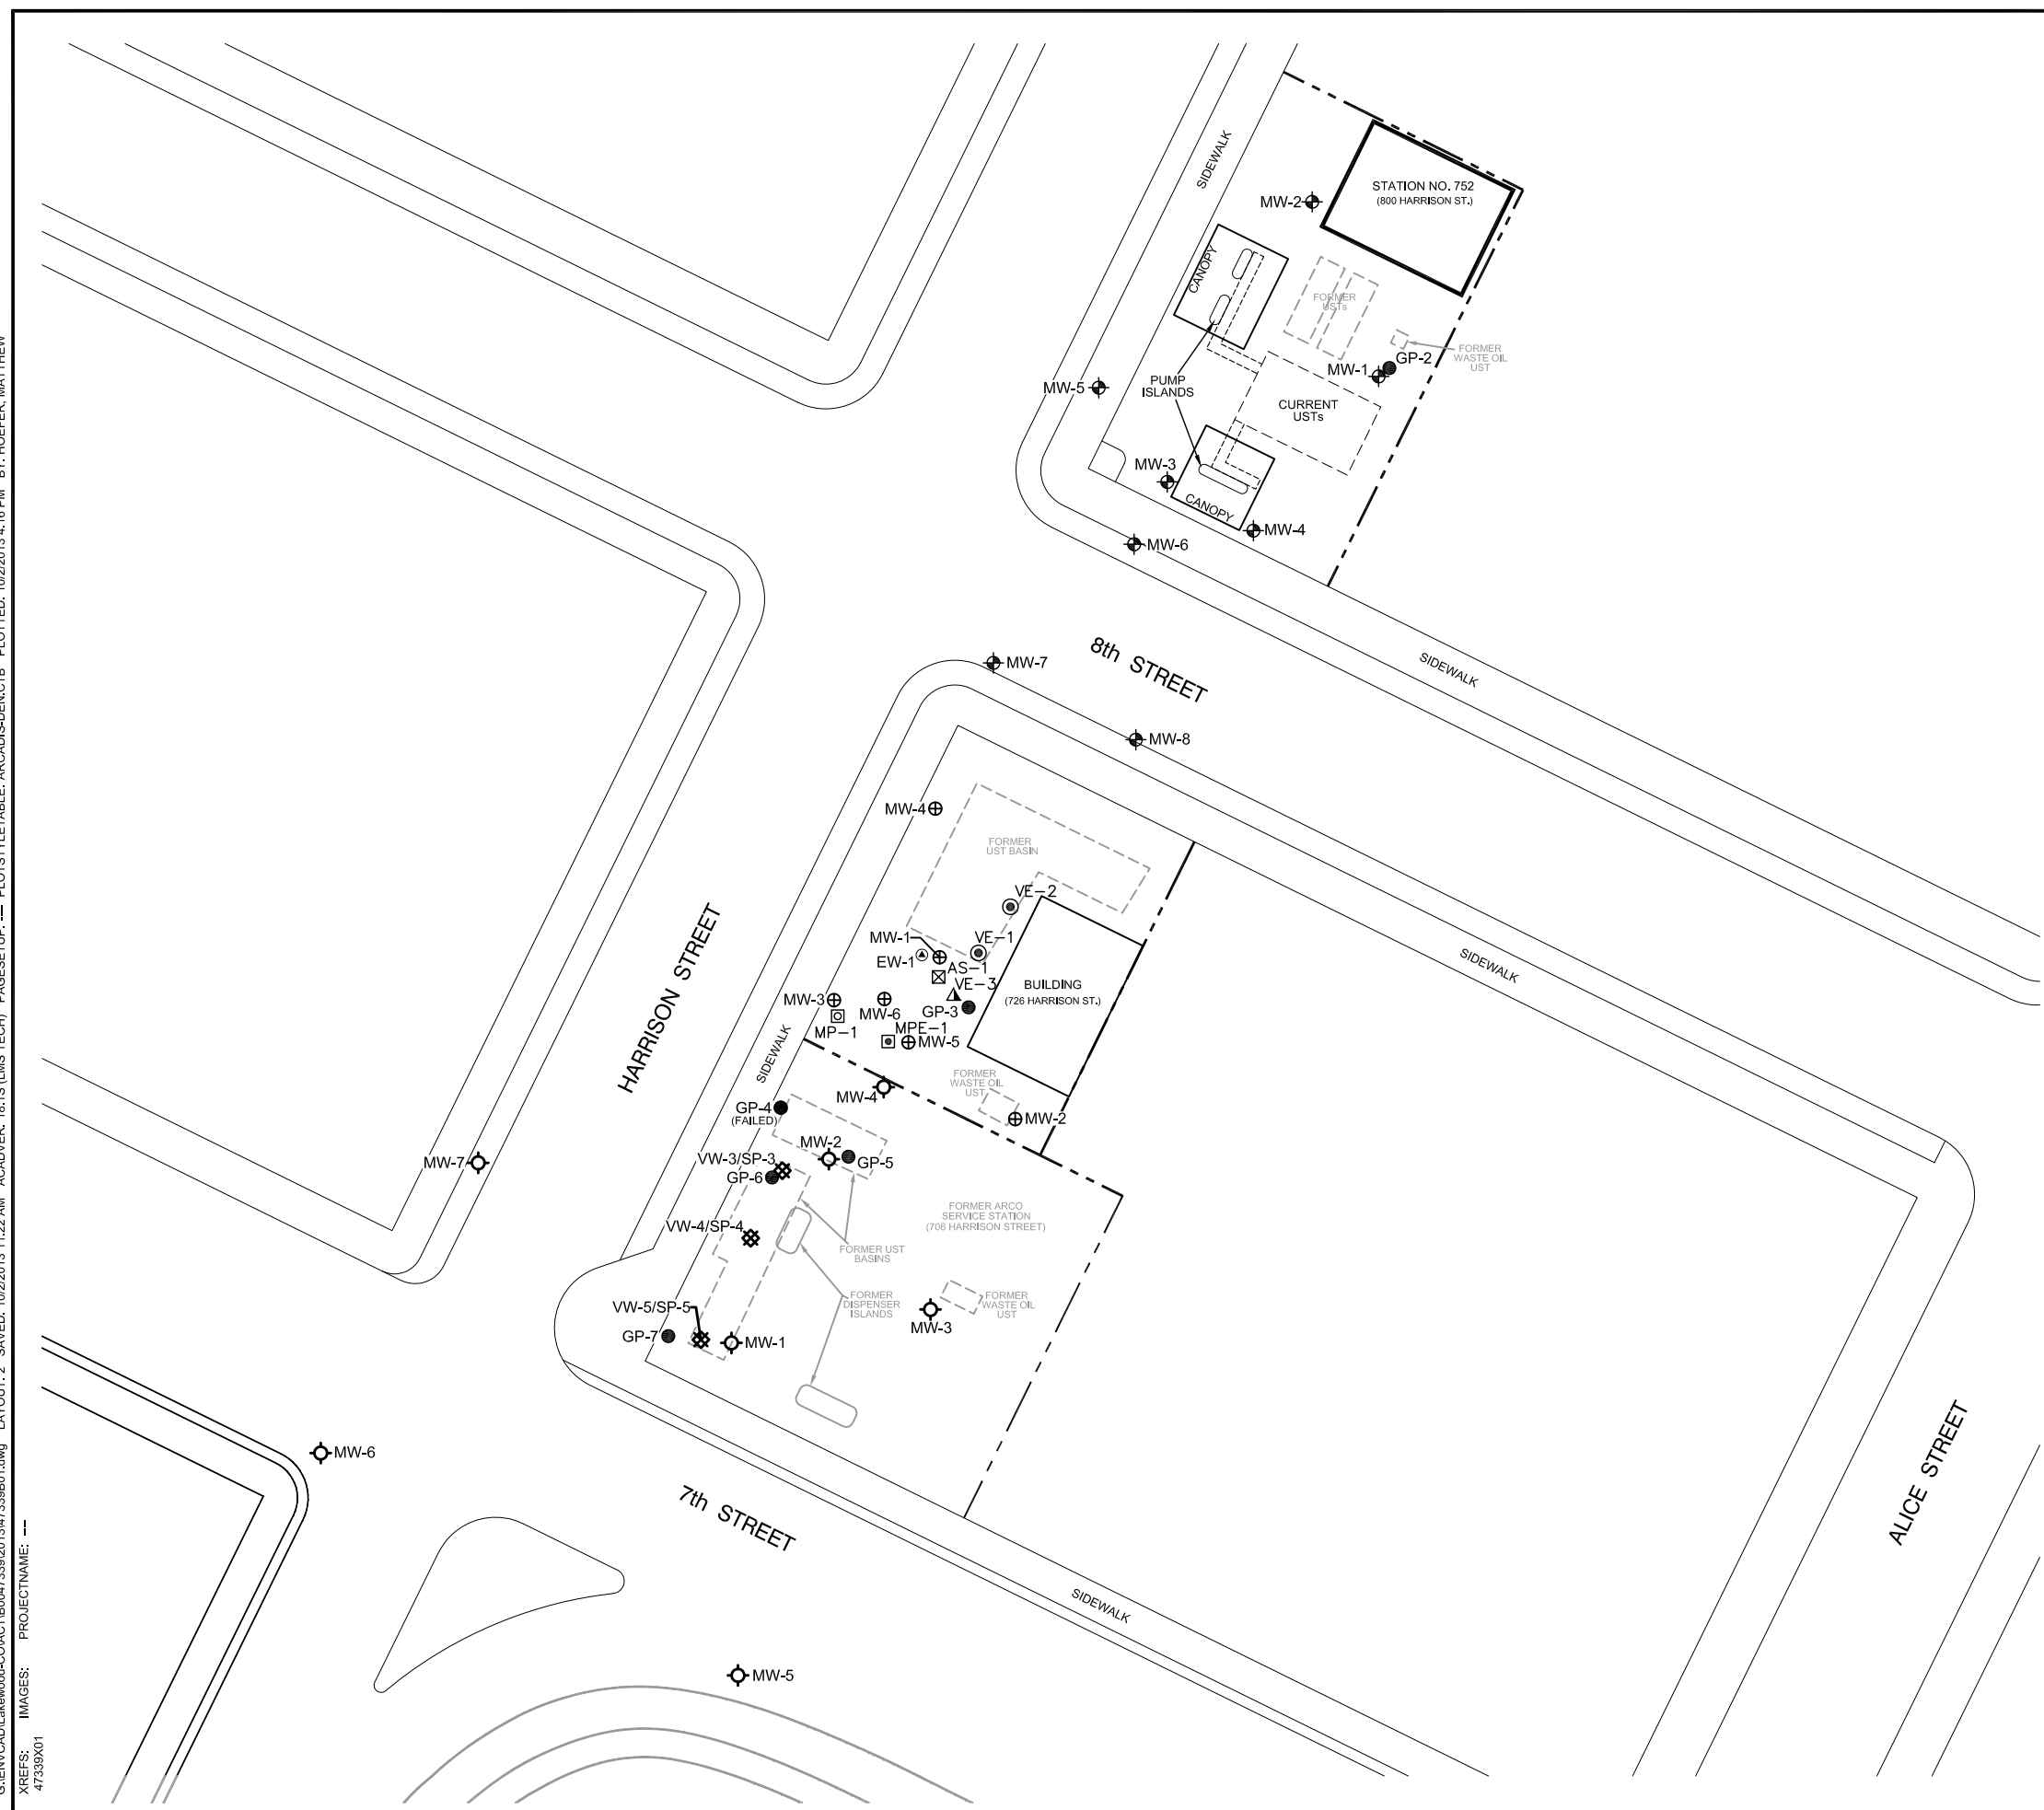 SIDEWALK
STATION NO. 752
(800 HARRISON ST.)
MW-2
CANOPY
FORMER
USTs
FORMER
WASTE OIL
UST
GP-2
MW-1
PUMP
ISLANDS
MW-5
CURRENT
USTs
MW-3
CANOPY
MW-4
MW-6
8th STREET
SIDEWALK
MW-7
MW-8
MW-4
FORMER
UST BASIN
VE-2
HARRISON STREET
MW-1
VE-1
EW-1
AS-1
VE-3
SIDEWALK
BUILDING
(726 HARRISON ST.)
MW-3
MW-6
GP-3
MP-1
MPE-1
MW-5
SIDEWALK
FORMER
WASTE OIL
UST
MW-4
MW-2
GP-4
(FAILED)
MW-2
GP-5
VW-3/SP-3
GP-6
MW-7
FORMER ARCO
SERVICE STATION
(706 HARRISON STREET)
VW-4/SP-4
FORMER UST
BASINS
FORMER
DISPENSER
ISLANDS
FORMER
WASTE OIL
UST
VW-5/SP-5
MW-3
GP-7
MW-1
MW-6
7th STREET
ALICE STREET
SIDEWALK
MW-5
XREFS: IMAGES: PROJECTNAME: ----
47339X01